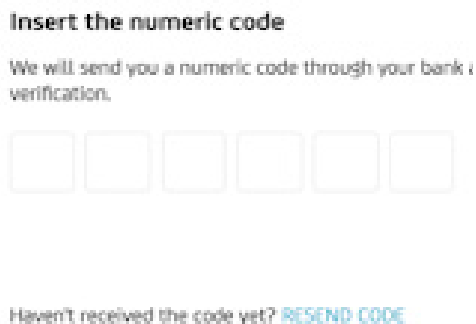 Insert the numeric code
We will send you a numeric code through your bank
verification.
Haven't received the code yet? RESEND CODE